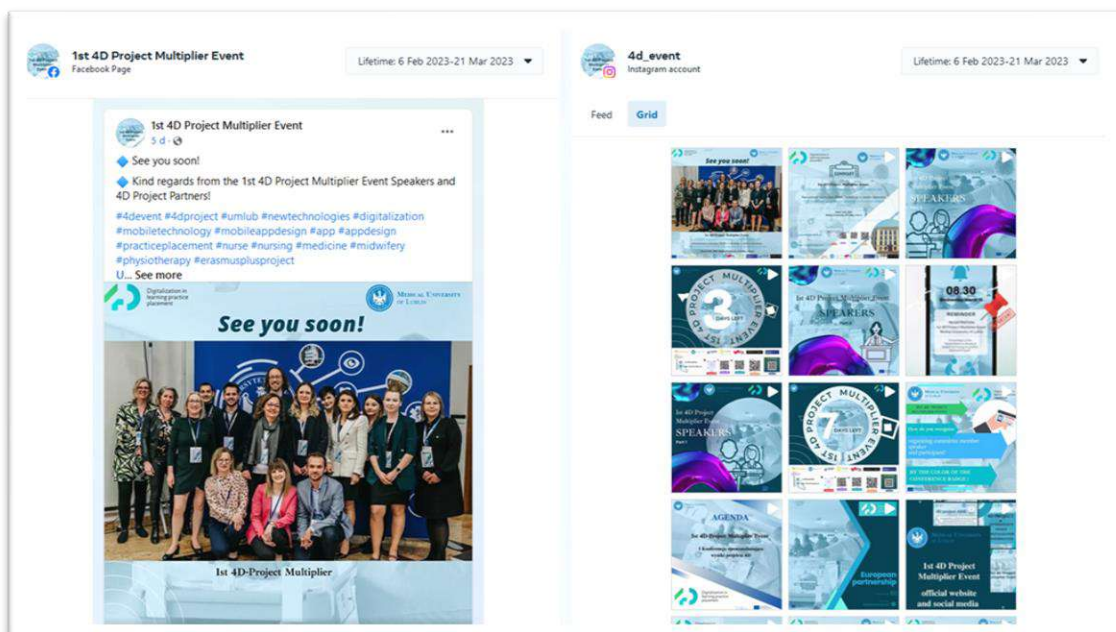 1st 4D Project Multiplier Event
Facebook Page
Lifetime: 6 Feb 2023-21 Mar 2023
1st 4D Project Multiplier Event
5 d
See you soon!
Kind regards from the 1st 4D Project Multiplier Event Speakers and
4D Project Partners!
#4devent #4dproject #umlub #newtechnologies #digitalization
#mobiletechnology #mobileappdesign #app #appdesign
#practiceplacement #nurse #nursing #medicine #midwifery
#physiotherapy #erasmusplusproject
U... See more
Digitalization in
learning practice
placement
MEDICAL UNIVERSITY
OF LUBLIN
See you soon!
1st 4D-Project Multiplier
4d_event
Instagram account
Lifetime: 6 Feb 2023-21 Mar 2023
Feed
Grid
See you soon!
SPEAKERS
PROJECT MULTIPLIER EVENT 1ST 4D
3
DAYS LEFT
1st 4D Project Multiplier Event
SPEAKERS
08.30
REMINDER
1st 4D Project
Multiplier Event
SPEAKERS
Part 1
PROJECT MULTIPLIER EVENT 1ST 4D
7
DAYS LEFT
MEDICAL UNIVERSITY
How do you recognize
organizing committee member
speaker
and participant?
BY THE COLOR OF THE
CONFERENCE BADGE!
AGENDA
1st 4D-Project Multiplier Event
European
partnership
1st 4D Project
Multiplier Event
official website
and social media